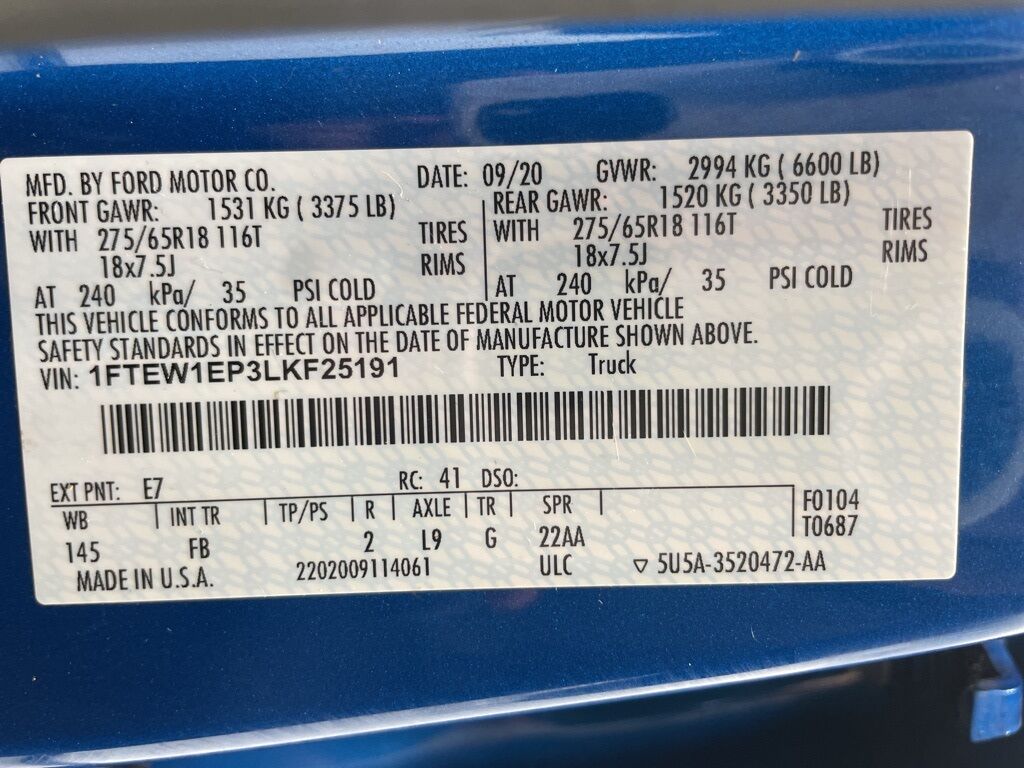 MFD. BY FORD MOTOR CO. DATE: 09/20 GVWR: 2994 KG ( 6600 LB)
FRONT GAWR: 1531 KG ( 3375 LB) REAR GAWR: 1520 KG ( 3350 LB)
WITH 275/65R18 116T TIRES WITH 275/65R18 116T TIRES
18x7.5J RIMS 18x7.5J RIMS
AT 240 kPa/ 35 PSI COLD AT 240 kPa/ 35 PSI COLD
THIS VEHICLE CONFORMS TO ALL APPLICABLE FEDERAL MOTOR VEHICLE
SAFETY STANDARDS IN EFFECT ON THE DATE OF MANUFACTURE SHOWN ABOVE.
VIN: 1FTEW1EP3LKF25191 TYPE: Truck
EXT PNT: E7 RC: 41 DSO:
WB INT TR TP/PS R AXLE TR SPR F0104
145 FB 2 L9 G 22AA T0687
MADE IN U.S.A. 2202009114061 ULC ▽ 5U5A-3520472-AA